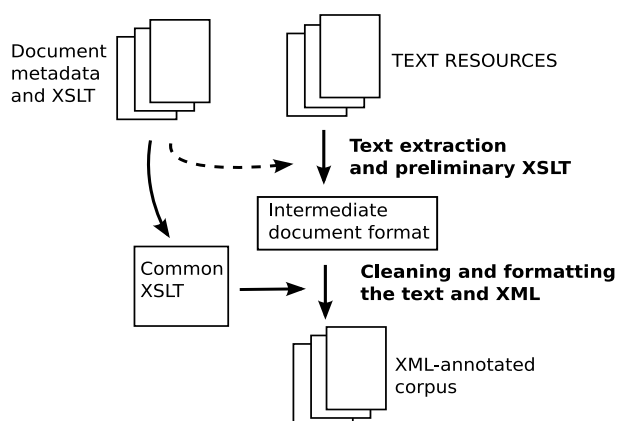 Document
metadata
and XSLT
TEXT RESOURCES
Text extraction
and preliminary XSLT
Intermediate
document format
Common
XSLT
Cleaning and formatting
the text and XML
XML-annotated
corpus